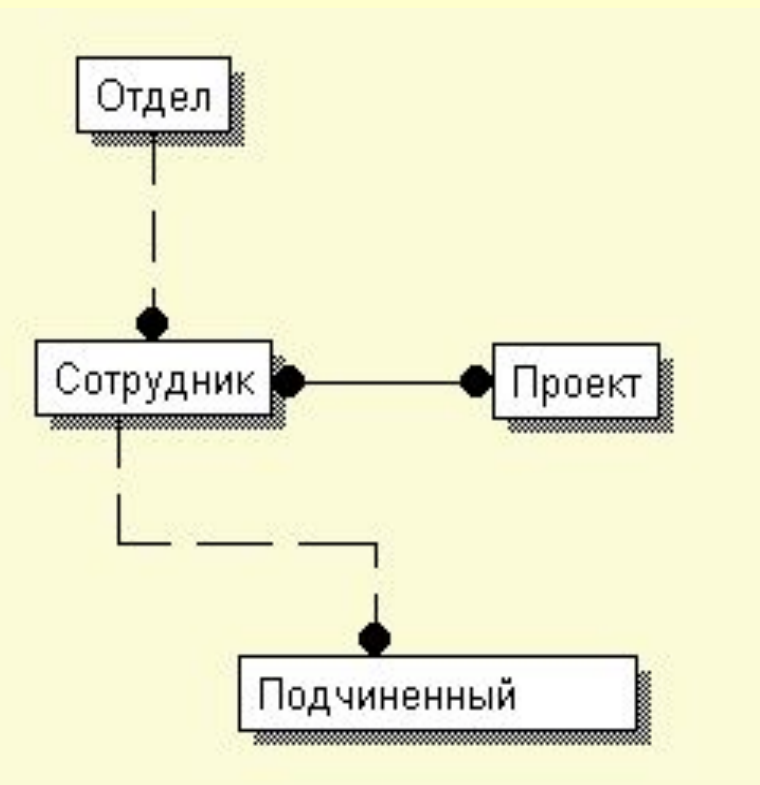 Отдел
Сотрудник
Проект
Подчиненный